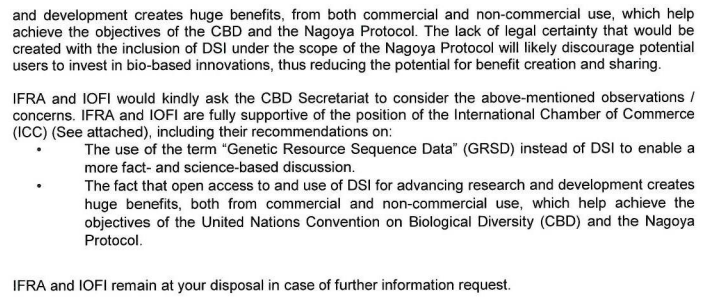 and development creates huge benefits, from both commercial and non-commercial use, which help
achieve the objectives of the CBD and the Nagoya Protocol. The lack of legal certainty that would be
created with the inclusion of DSI under the scope of the Nagoya Protocol will likely discourage potential
users to invest in bio-based innovations, thus reducing the potential for benefit creation and sharing.
IFRA and IOFI would kindly ask the CBD Secretariat to consider the above-mentioned observations /
concerns. IFRA and IOFI are fully supportive of the position of the International Chamber of Commerce
(ICC) (See attached), including their recommendations on:
• The use of the term "Genetic Resource Sequence Data" (GRSD) instead of DSI to enable a
more fact- and science-based discussion.
• The fact that open access to and use of DSI for advancing research and development creates
huge benefits, both from commercial and non-commercial use, which help achieve the
objectives of the United Nations Convention on Biological Diversity (CBD) and the Nagoya
Protocol.
IFRA and IOFI remain at your disposal in case of further information request.